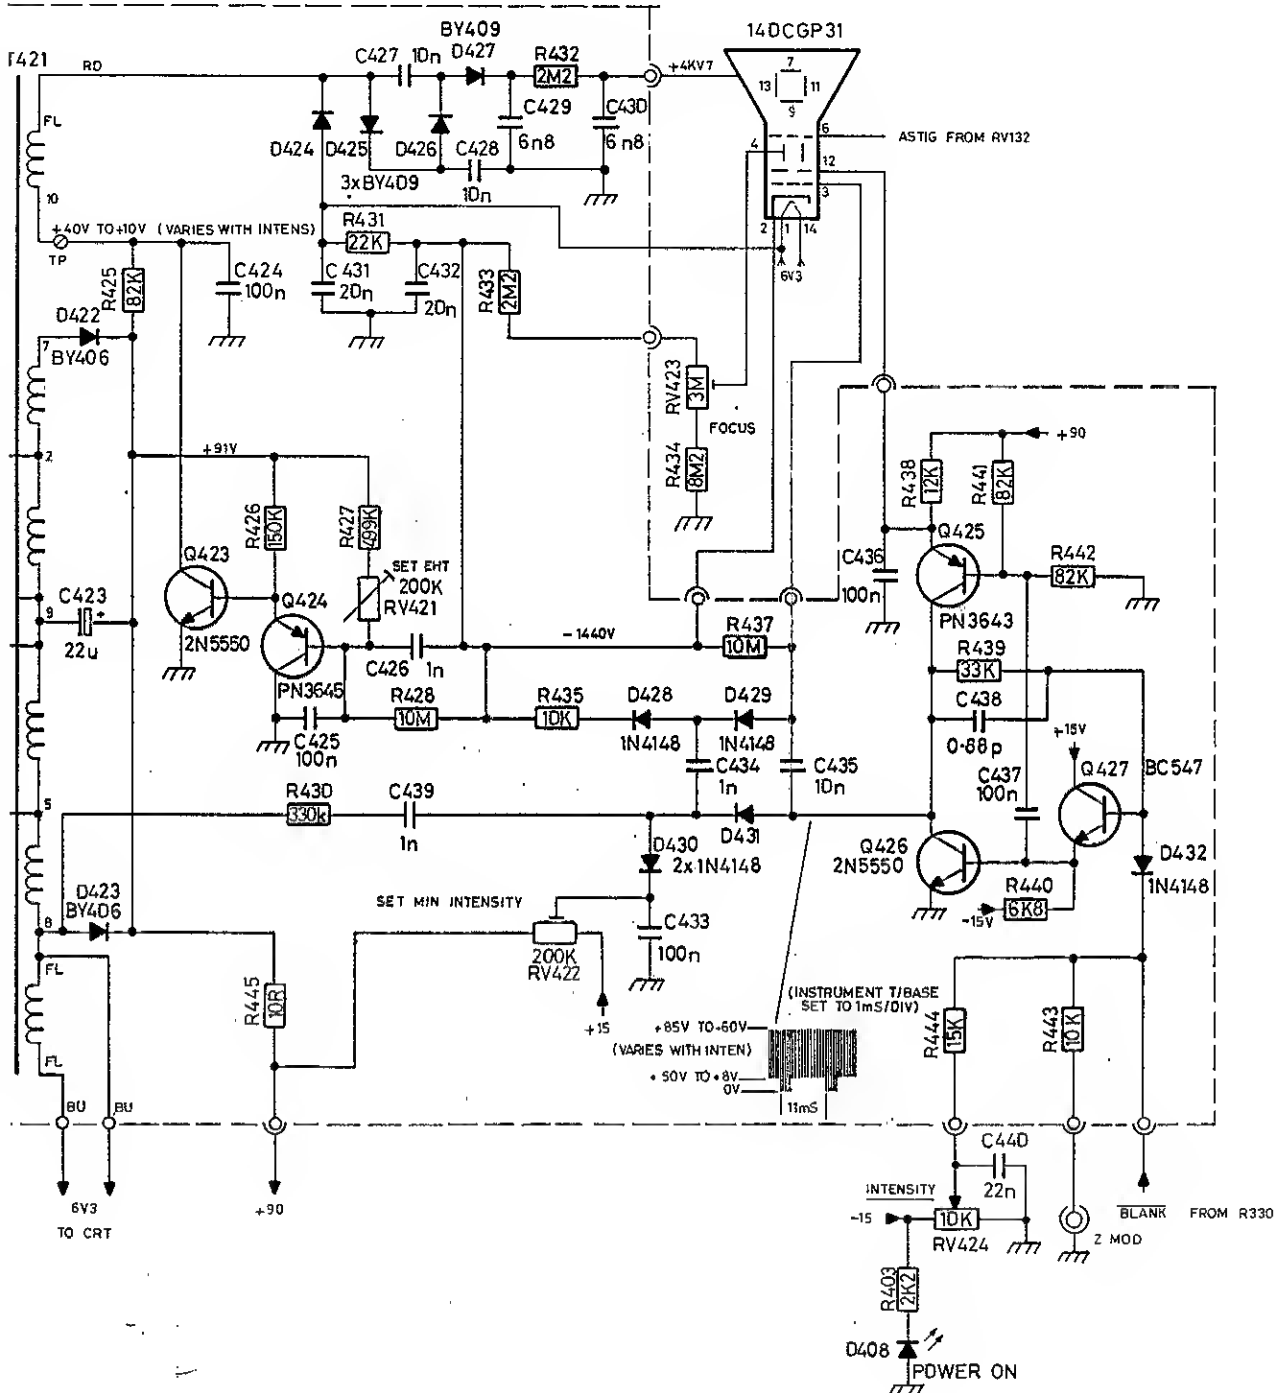 BY409
14DCGP31
T421
RD
C427
10n
D427
R432
2M2
+4KV7
7
13
11
9
FL
C429
6n8
C430
6n8
D424
D425
D426
C428
10n
3xBY409
4
6
ASTIG FROM RV132
12
3
10
+40V TO+10V (VARIES WITH INTENS)
TP
R431
22K
2
1
14
6V3
R425
82K
C424
100n
C431
20n
C432
20n
R433
2M2
D422
7
BY406
RV423
3M
FOCUS
R434
8M2
+90
2
+91V
R438
12K
R441
82K
R426
150K
R427
499K
Q423
SET EHT
200K
RV421
Q425
C436
100n
R442
82K
C423
9
+
22u
Q424
2N5550
-1440V
R437
10M
PN3643
C426
1n
R439
33K
PN3645
R428
10M
R435
10K
D428
D429
C438
0·88p
+15V
C425
100n
1N4148
1N4148
C434
1n
C435
10n
C437
100n
Q427
BC547
R430
330k
C439
1n
5
D431
D430
2x1N4148
Q426
2N5550
D432
1N4148
R440
6K8
-15V
D423
BY406
8
SET MIN INTENSITY
C433
100n
200K
RV422
FL
R445
10R
+15
(INSTRUMENT T/BASE
SET TO 1mS/DIV)
+85V TO+60V
(VARIES WITH INTEN)
+50V TO+8V
0V
11mS
R444
15K
R443
10K
FL
BU
BU
C440
22n
6V3
TO CRT
+90
INTENSITY
-15
10K
RV424
BLANK FROM R330
Z MOD
R403
2K2
D408
POWER ON